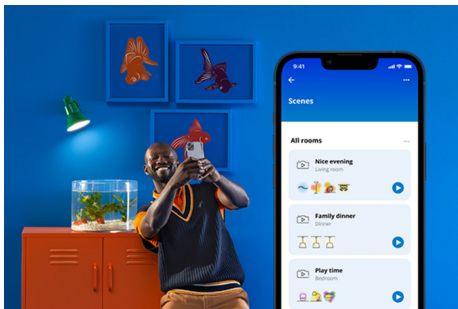 9:41
Scenes
All rooms
Nice evening
Living room
Family dinner
Dinner
Play time
Bedroom